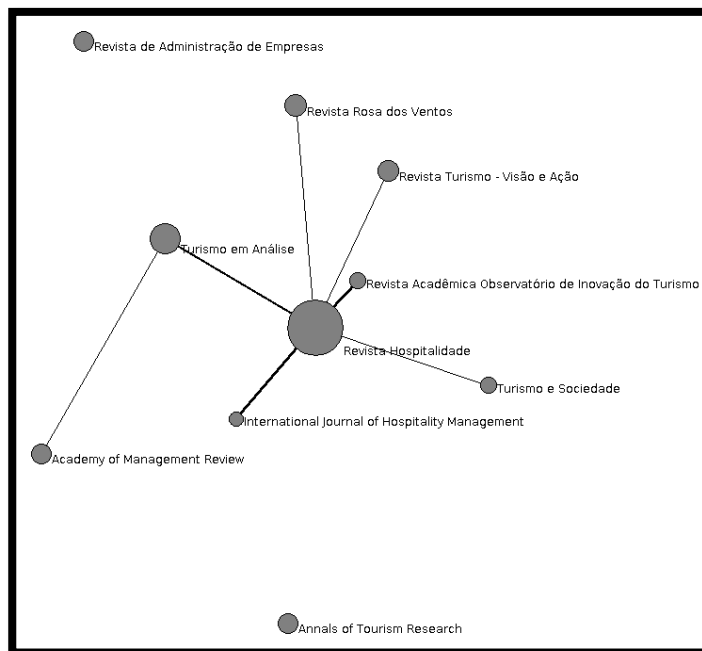 Revista de Administração de Empresas
Revista Rosa dos Ventos
Revista Turismo - Visão e Ação
Turismo em Análise
Revista Acadêmica Observatório de Inovação do Turismo
Revista Hospitalidade
Turismo e Sociedade
International Journal of Hospitality Management
Academy of Management Review
Annals of Tourism Research